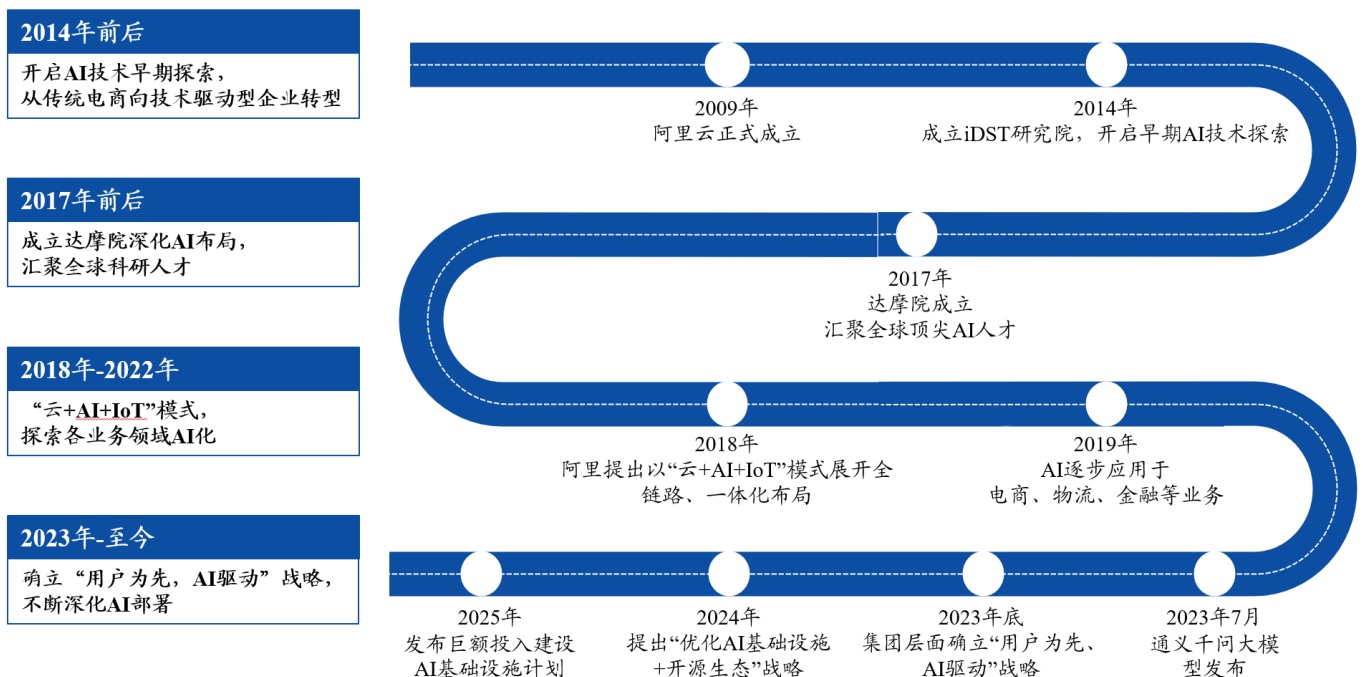 2014年前后
开启AI技术早期探索，
从传统电商向技术驱动型企业转型
2009年
阿里云正式成立
2014年
成立iDST研究院，开启早期AI技术探索
2017年前后
成立达摩院深化AI布局，
汇聚全球科研人才
2017年
达摩院成立
汇聚全球顶尖AI人才
2018年-2022年
“云+AI+IoT”模式，
探索各业务领域AI化
2018年
阿里提出以“云+AI+IoT”模式展开全
链路、一体化布局
2019年
AI逐步应用于
电商、物流、金融等业务
2023年-至今
确立“用户为先，AI驱动”战略，
不断深化AI部署
2025年
发布巨额投入建设
AI基础设施计划
2024年
提出“优化AI基础设施
+开源生态”战略
2023年底
集团层面确立“用户为先、
AI驱动”战略
2023年7月
通义千问大模
型发布